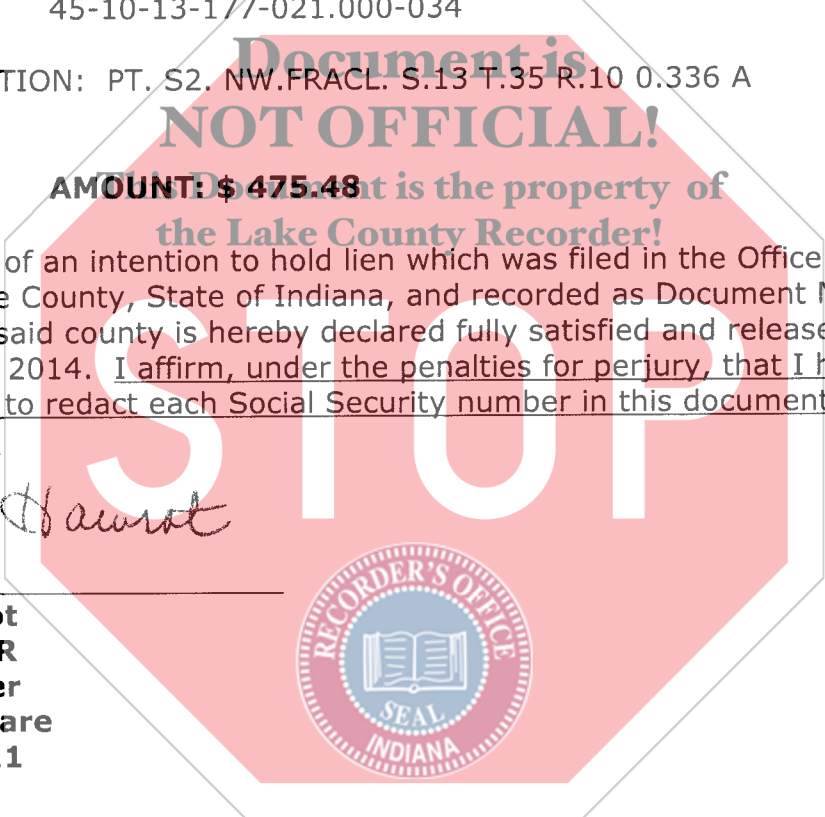 45-10-13-177-021.000-034
Document is
TION: PT. S2. NW.FRACL. S.13 T.35 R.10 0.336 A
NOT OFFICIAL!
AMOUNT: $ 475.48
This Document is the property of
the Lake County Recorder!
of an intention to hold lien which was filed in the Office
e County, State of Indiana, and recorded as Document
said county is hereby declared fully satisfied and release
2014. I affirm, under the penalties for perjury, that I h
to redact each Social Security number in this document
STOP
Hawrot
RECORDER'S OFFICE
SEAL
INDIANA
ot
R
er
are
11